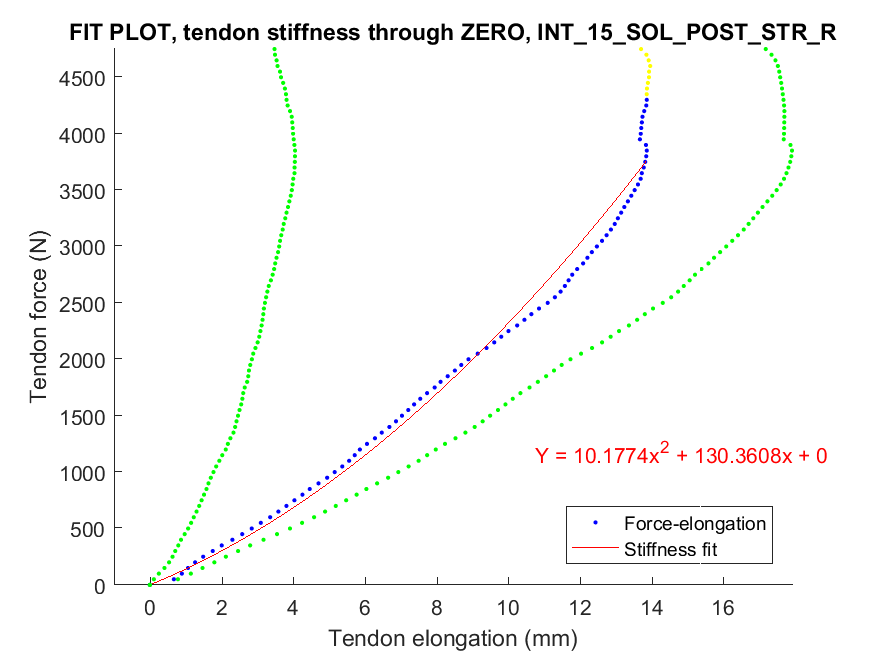 FIT PLOT, tendon stiffness through ZERO, INT_15_SOL_POST_STR_R
Tendon force (N)
4500
4000
3500
3000
2500
2000
1500
1000
500
0
Y = 10.1774x² + 130.3608x + 0
Force-elongation
Stiffness fit
0 2 4 6 8 10 12 14 16
Tendon elongation (mm)